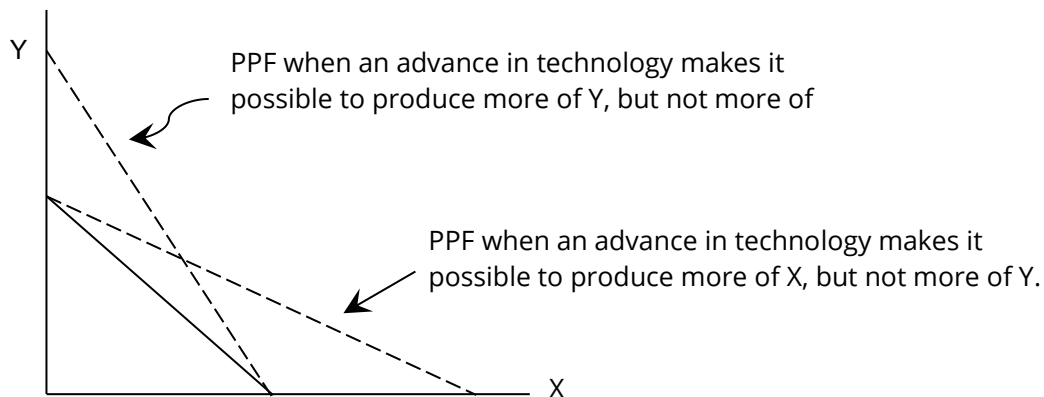 Y
PPF when an advance in technology makes it
possible to produce more of Y, but not more of
PPF when an advance in technology makes it
possible to produce more of X, but not more of Y.
X